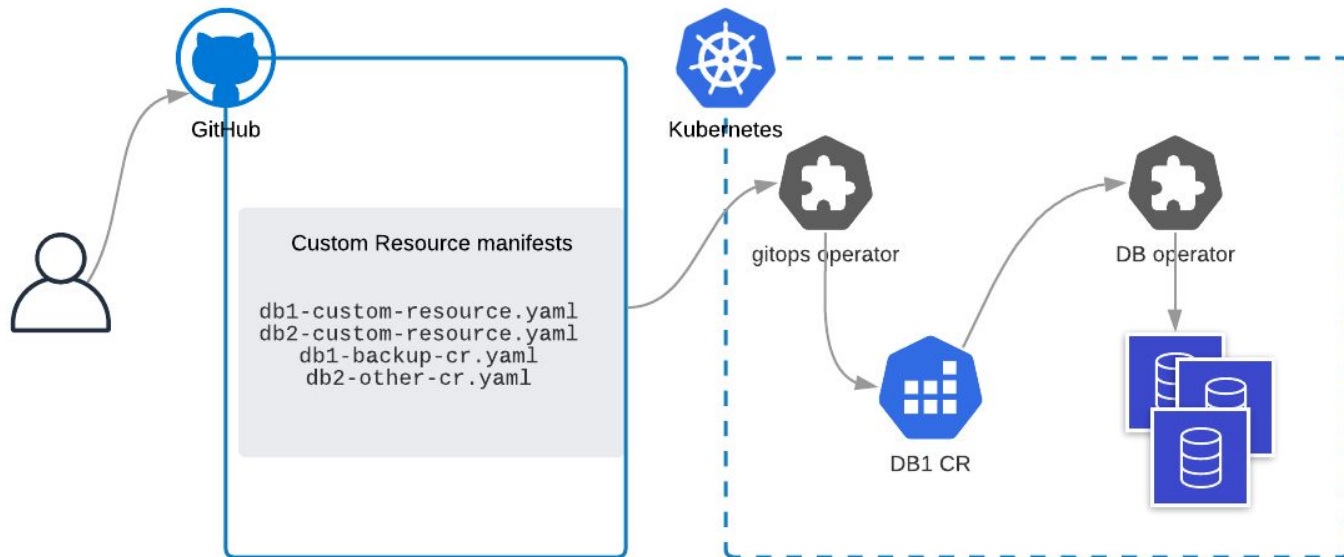 GitHub
Kubernetes
Custom Resource manifests
db1-custom-resource.yaml
db2-custom-resource.yaml
db1-backup-cr.yaml
db2-other-cr.yaml
gitops operator
DB operator
DB1 CR